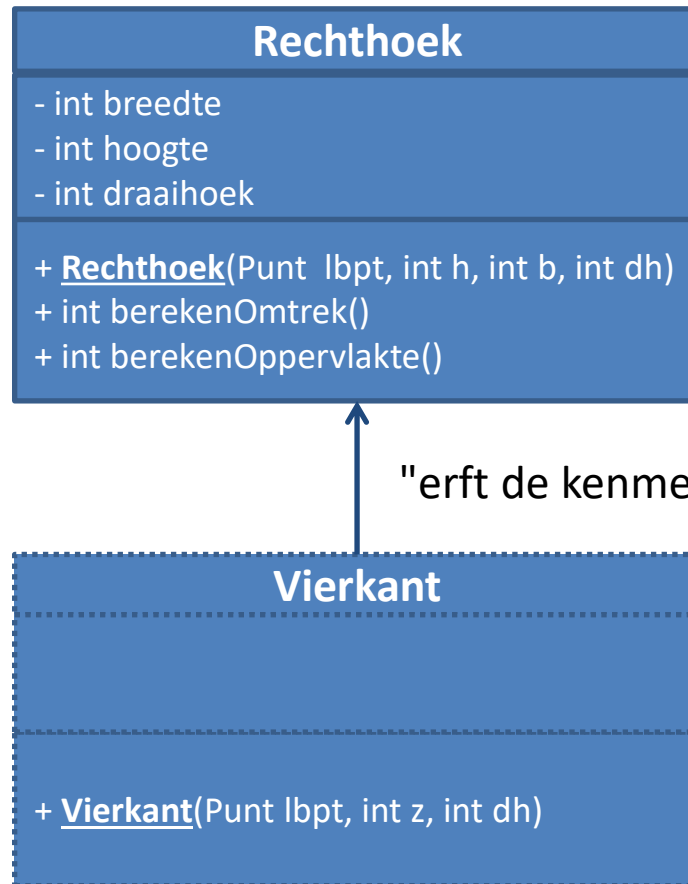 Rechthoek
- int breedte
- int hoogte
- int draaihoek
+ Rechthoek(Punt lbpt, int h, int b, int dh)
+ int berekenOmtrek()
+ int berekenOppervlakte()
"erft de kenme
Vierkant
+ Vierkant(Punt lbpt, int z, int dh)